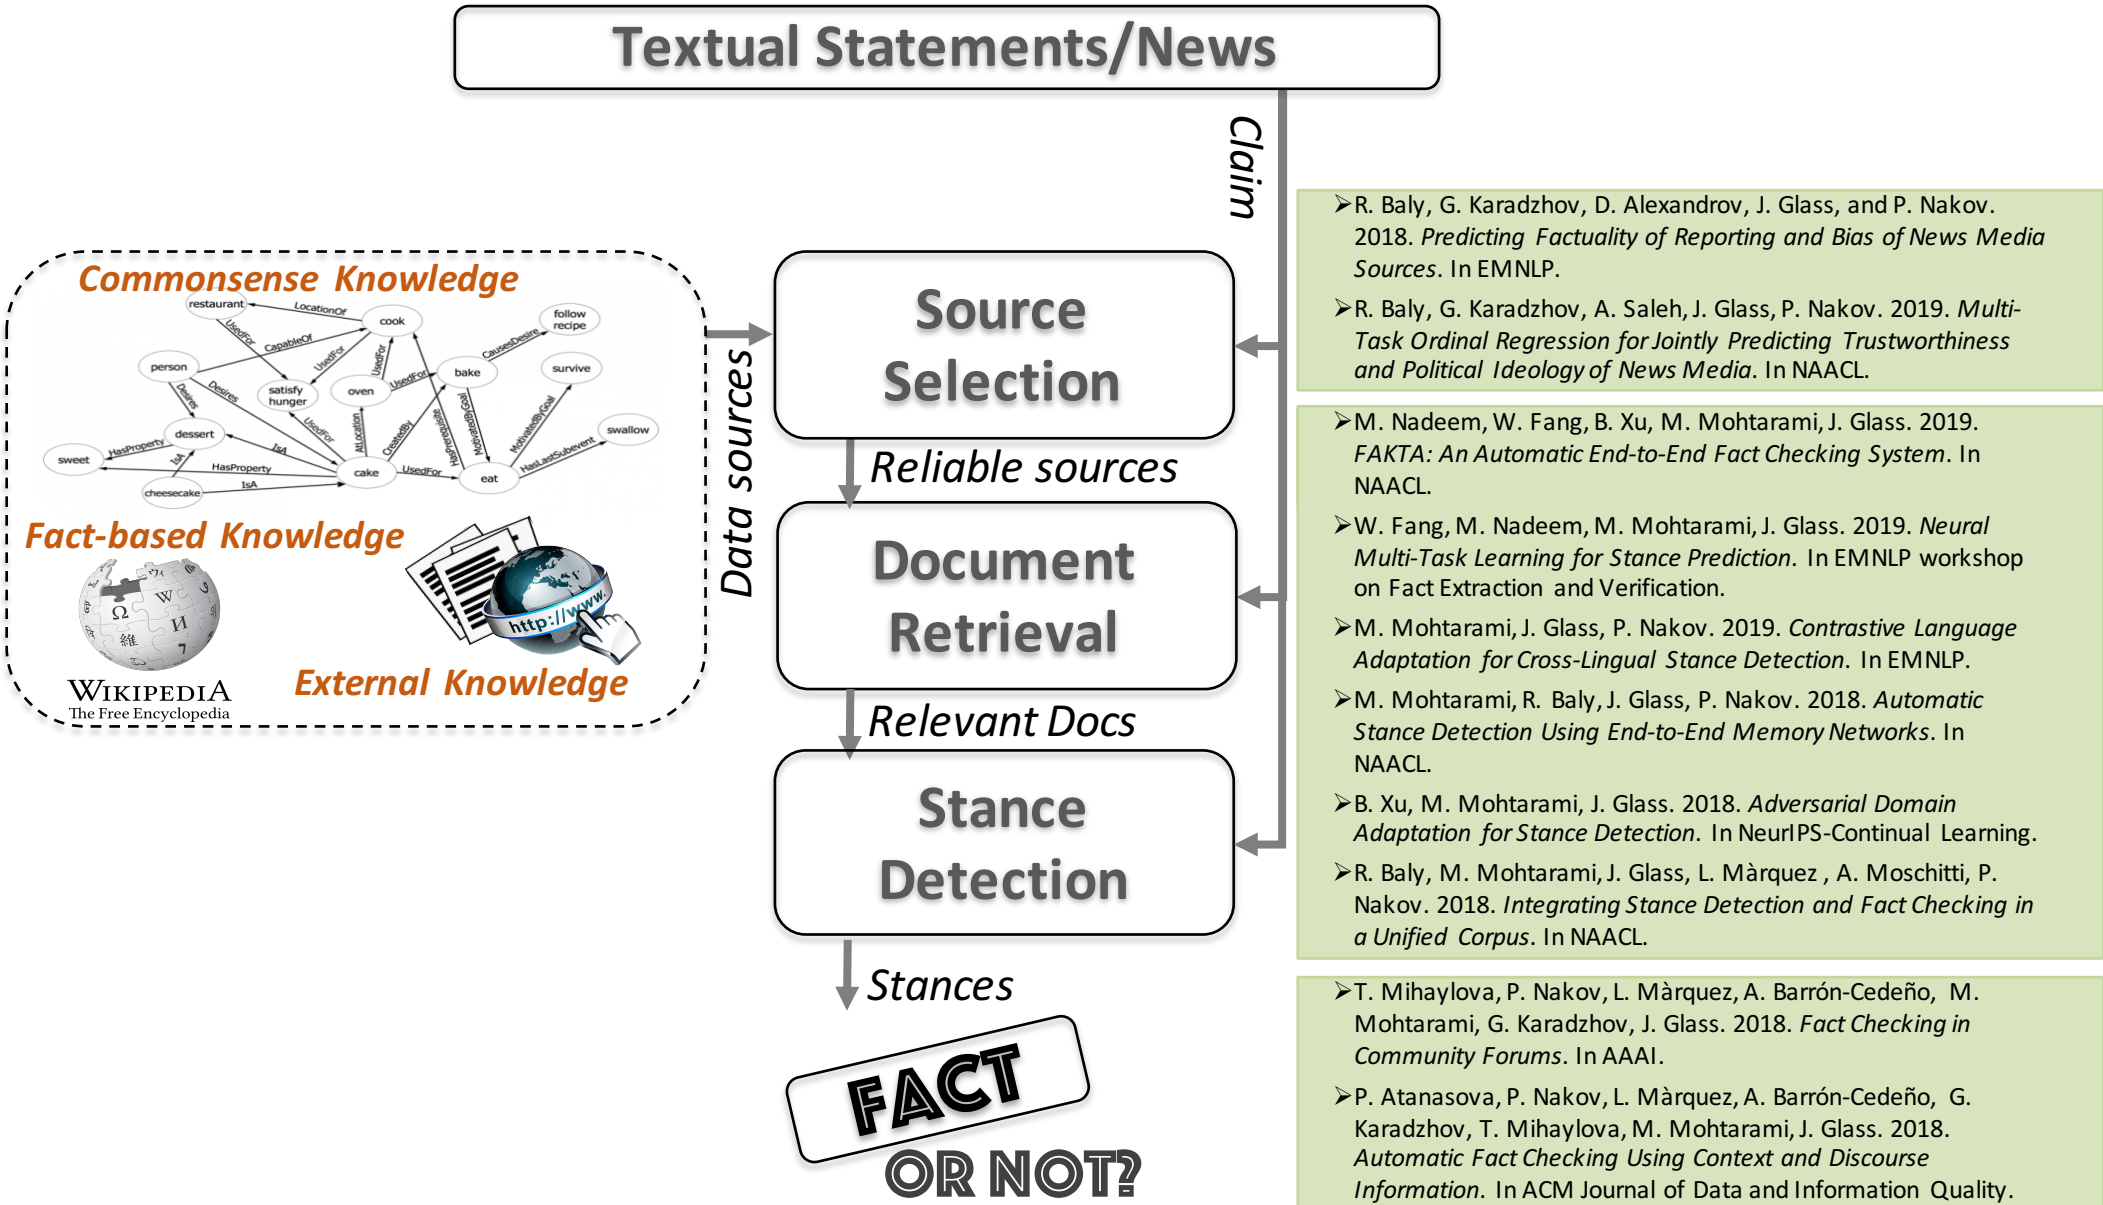 Textual Statements/News
Claim
Commonsense Knowledge
restaurant
LocationOf
cook
follow
recipe
UsedFor
CapableOf
UsedFor
UsedFor
CausesDesire
person
satisfy
hunger
oven
UsedFor
bake
survive
Desires
Desires
UsedFor
AtLocation
CreatedBy
HasPrerequisite
MotivatedByGoal
MotivatedByGoal
dessert
swallow
sweet
HasProperty
IsA
IsA
HasProperty
cake
UsedFor
eat
HasLastSubevent
cheesecake
IsA
Fact-based Knowledge
Ω
W
維
И
http://www.
WIKIPEDIA
The Free Encyclopedia
External Knowledge
Data sources
Source
Selection
Reliable sources
Document
Retrieval
Relevant Docs
Stance
Detection
Stances
FACT
OR NOT?
➢R. Baly, G. Karadzhov, D. Alexandrov, J. Glass, and P. Nakov.
2018. Predicting Factuality of Reporting and Bias of News Media
Sources. In EMNLP.
➢R. Baly, G. Karadzhov, A. Saleh, J. Glass, P. Nakov. 2019. Multi-
Task Ordinal Regression for Jointly Predicting Trustworthiness
and Political Ideology of News Media. In NAACL.
➢M. Nadeem, W. Fang, B. Xu, M. Mohtarami, J. Glass. 2019.
FAKTA: An Automatic End-to-End Fact Checking System. In
NAACL.
➢W. Fang, M. Nadeem, M. Mohtarami, J. Glass. 2019. Neural
Multi-Task Learning for Stance Prediction. In EMNLP workshop
on Fact Extraction and Verification.
➢M. Mohtarami, J. Glass, P. Nakov. 2019. Contrastive Language
Adaptation for Cross-Lingual Stance Detection. In EMNLP.
➢M. Mohtarami, R. Baly, J. Glass, P. Nakov. 2018. Automatic
Stance Detection Using End-to-End Memory Networks. In
NAACL.
➢B. Xu, M. Mohtarami, J. Glass. 2018. Adversarial Domain
Adaptation for Stance Detection. In NeurIPS-Continual Learning.
➢R. Baly, M. Mohtarami, J. Glass, L. Màrquez , A. Moschitti, P.
Nakov. 2018. Integrating Stance Detection and Fact Checking in
a Unified Corpus. In NAACL.
➢T. Mihaylova, P. Nakov, L. Màrquez, A. Barrón-Cedeño, M.
Mohtarami, G. Karadzhov, J. Glass. 2018. Fact Checking in
Community Forums. In AAAI.
➢P. Atanasova, P. Nakov, L. Màrquez, A. Barrón-Cedeño, G.
Karadzhov, T. Mihaylova, M. Mohtarami, J. Glass. 2018.
Automatic Fact Checking Using Context and Discourse
Information. In ACM Journal of Data and Information Quality.